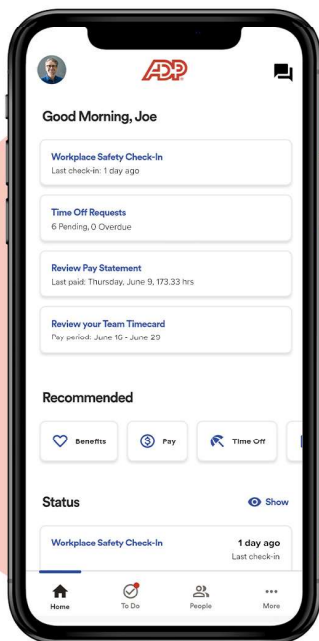 ADP
Good Morning, Joe
Workplace Safety Check-In
Last check-in: 1 day ago
Time Off Requests
6 Pending, 0 Overdue
Review Pay Statement
Last paid: Thursday, June 9, 173.33 hrs
Review your Team Timecard
Pay period: June 16 - June 29
Recommended
Benefits
Pay
Time Off
Status
Show
Workplace Safety Check-In
1 day ago
Last check-in
Home
To Do
People
More